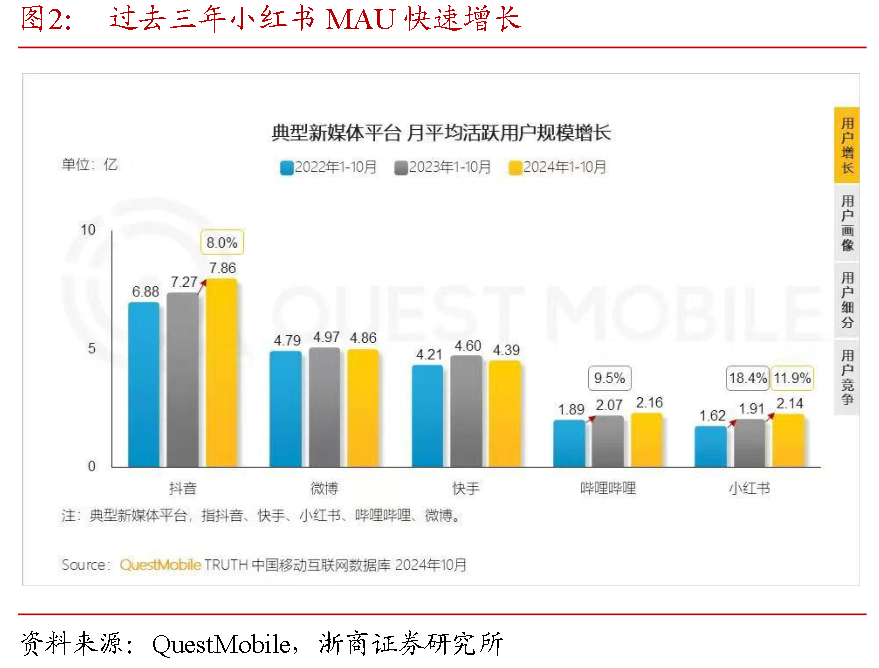 图2： 过去三年小红书 MAU 快速增长
典型新媒体平台 月平均活跃用户规模增长
单位：亿
2022年1-10月 2023年1-10月 2024年1-10月
用户增长
用户画像
用户细分
用户竞争
QUEST MOBILE
10
5
0
8.0%
6.88 7.27 7.86
4.79 4.97 4.86
4.21 4.60 4.39
9.5%
1.89 2.07 2.16
18.4% 11.9%
1.62 1.91 2.14
抖音 微博 快手 哔哩哔哩 小红书
注：典型新媒体平台，指抖音、快手、小红书、哔哩哔哩、微博。
Source：QuestMobile TRUTH 中国移动互联网数据库 2024年10月
资料来源：QuestMobile，浙商证券研究所